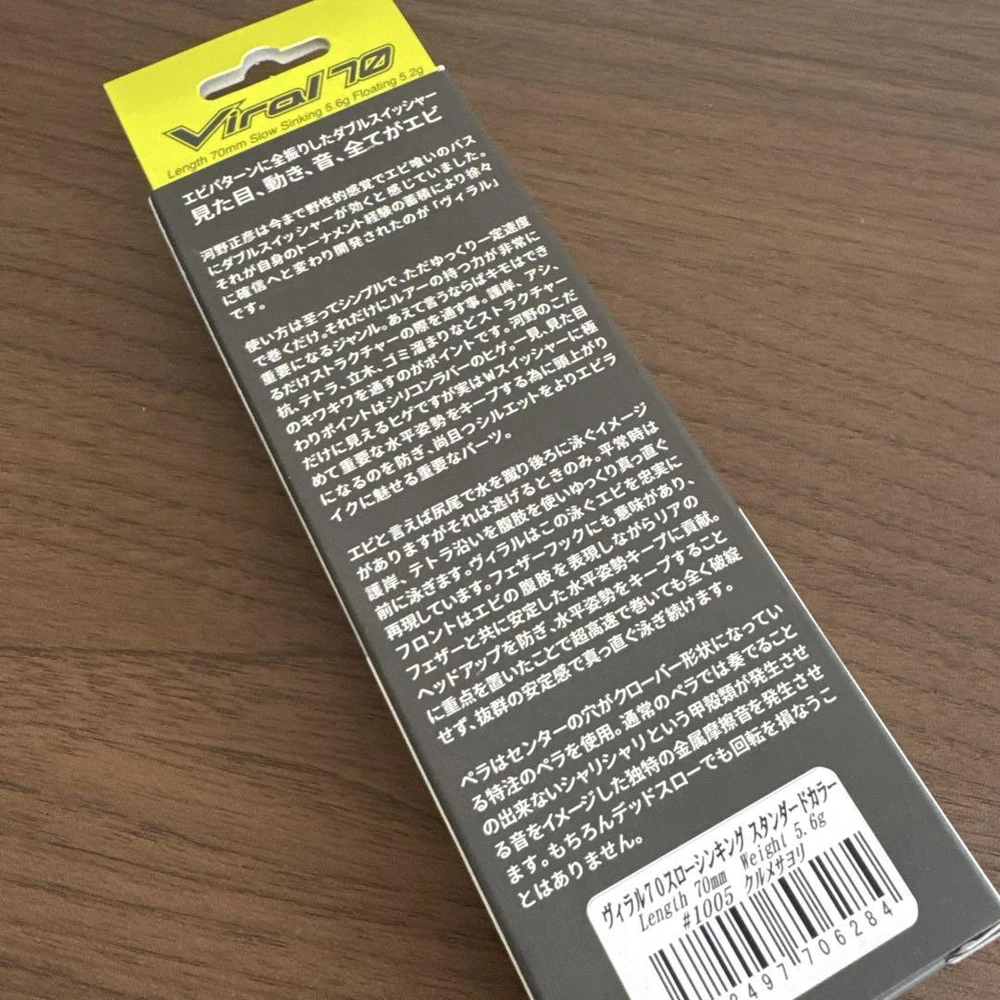 Viral 70
Length 70mm Slow Sinking 5.6g Floating 5.2g
エビパターンに全振りしたダブルスイッシャー
見た目、動き、音、全てがエビ
河野正彦は今まで野性的感覚でエビ喰いのバス
にダブルスイッシャーが効くと感じていました。
それが自身のトーナメント経験の蓄積により徐々
に確信へと変わり開発されたのが「ヴィラル」
です。
使い方は至ってシンプルで、ただゆっくり一定速度
で巻くだけ。それだけにルアーの持つ力が非常に
重要になるジャンル。あえて言うならばキモはでき
るだけストラクチャーの際を通す事。護岸、アシ、
杭、テトラ、立木、ゴミ溜まりなどストラクチャー
のキワキワを通すのがポイントです。河野のこだ
わりポイントはシリコンラバーのヒゲ。一見、見た目
だけに見えるヒゲですが実はWスイッシャーに極
めて重要な水平姿勢をキープする為に頭上がり
になるのを防ぎ、尚且つシルエットをよりエビラ
イクに魅せる重要なパーツ。
エビと言えば尻尾で水を蹴り後ろに泳ぐイメージ
がありますがそれは逃げるときのみ。平常時は
護岸、テトラ沿いを腹肢を使いゆっくり真っ直ぐ
前に泳ぎます。ヴィラルはこの泳ぐエビを忠実に
再現しています。フェザーフックにも意味があり、
フロントはエビの腹肢を表現しながらリアの
フェザーと共に安定した水平姿勢キープに貢献。
ヘッドアップを防ぎ、水平姿勢をキープすること
に重点を置いたことで超高速で巻いても全く破綻
せず、抜群の安定感で真っ直ぐ泳ぎ続けます。
ペラはセンターの穴がクローバー形状になってい
る特注のペラを使用。通常のペラでは奏でること
の出来ないシャリシャリという甲殻類が発生させ
る音をイメージした独特の金属摩擦音を発生させ
ます。もちろんデッドスローでも回転を損なうこ
とはありません。
ヴィラル70スローシンキング スタンダードカラー
Length 70mm Weight 5.6g
#1005 クルメサヨリ
2497 706284